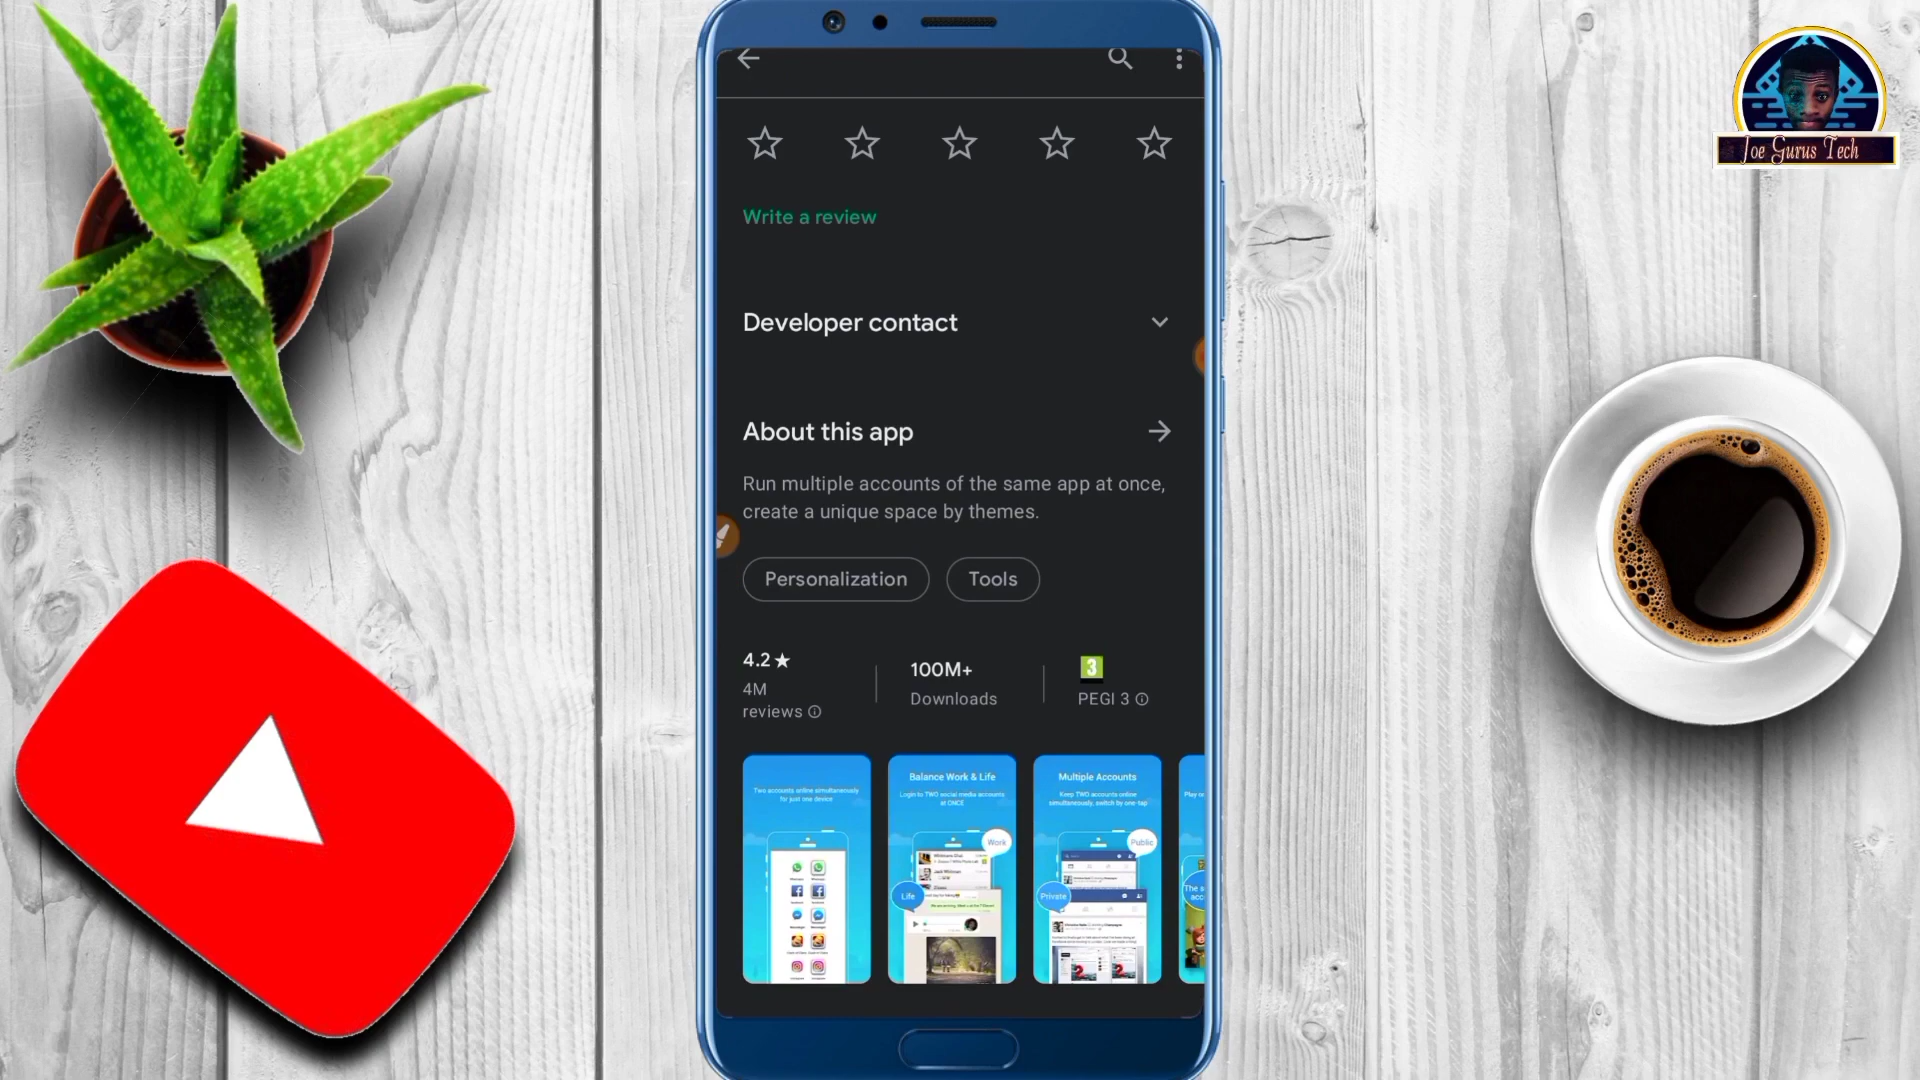 Joe Gurus Tech
Write a review
Developer contact
About this app
Run multiple accounts of the same app at once,
create a unique space by themes.
Personalization
Tools
4.2★
4M
reviews
100M+
Downloads
3
PEGI 3
Two accounts online simultaneously
for just one device
Balance Work & Life
Login to TWO social media accounts
at ONCE
Work
Life
Multiple Accounts
Keep TWO accounts online
simultaneously, switch by one-tap
Public
Private